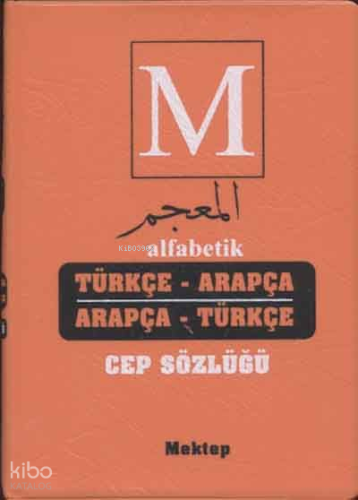 M
المعجم
alfabetik
TÜRKÇE - ARAPÇA
ARAPÇA - TÜRKÇE
CEP SÖZLÜĞÜ
Mektep
kibo